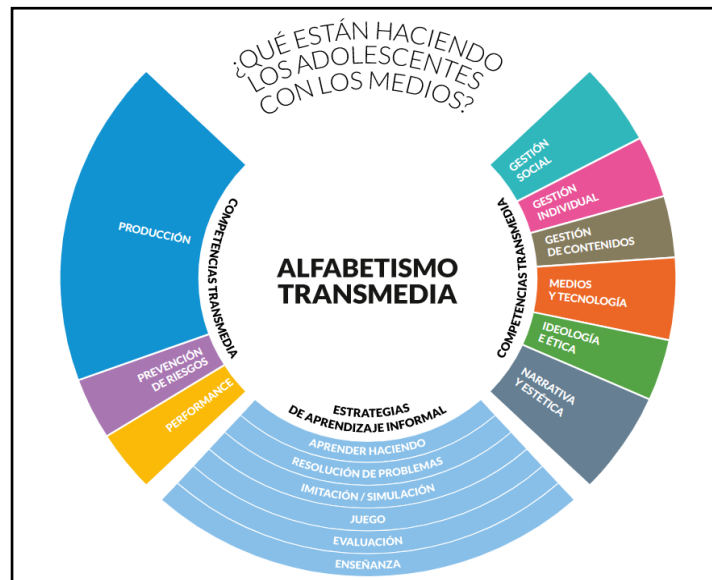 ¿QUÉ ESTÁN HACIENDO
LOS ADOLESCENTES
CON LOS MEDIOS?
PRODUCCIÓN
PREVENCIÓN
DE RIESGOS
PERFORMANCE
COMPETENCIAS TRANSMEDIA
ALFABETISMO
TRANSMEDIA
COMPETENCIAS TRANSMEDIA
GESTIÓN
SOCIAL
GESTIÓN
INDIVIDUAL
GESTIÓN
DE CONTENIDOS
MEDIOS
Y TECNOLOGÍA
IDEOLOGÍA
E ÉTICA
NARRATIVA
Y ESTÉTICA
ESTRATEGIAS
DE APRENDIZAJE INFORMAL
APRENDER HACIENDO
RESOLUCIÓN DE PROBLEMAS
IMITACIÓN / SIMULACIÓN
JUEGO
EVALUACIÓN
ENSEÑANZA